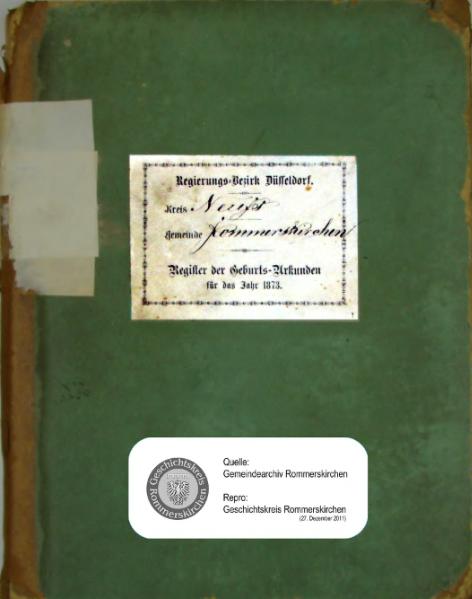 Regierungs-Bezirk Düsseldorf.
Kreis Neuss
Gemeinde Rommerskirchen
Register der Geburts-Urkunden
für das Jahr 1873.
Geschichtskreis
Rommerskirchen
Quelle:
Gemeindearchiv Rommerskirchen
Repro:
Geschichtskreis Rommerskirchen
(27. Dezember 2011)